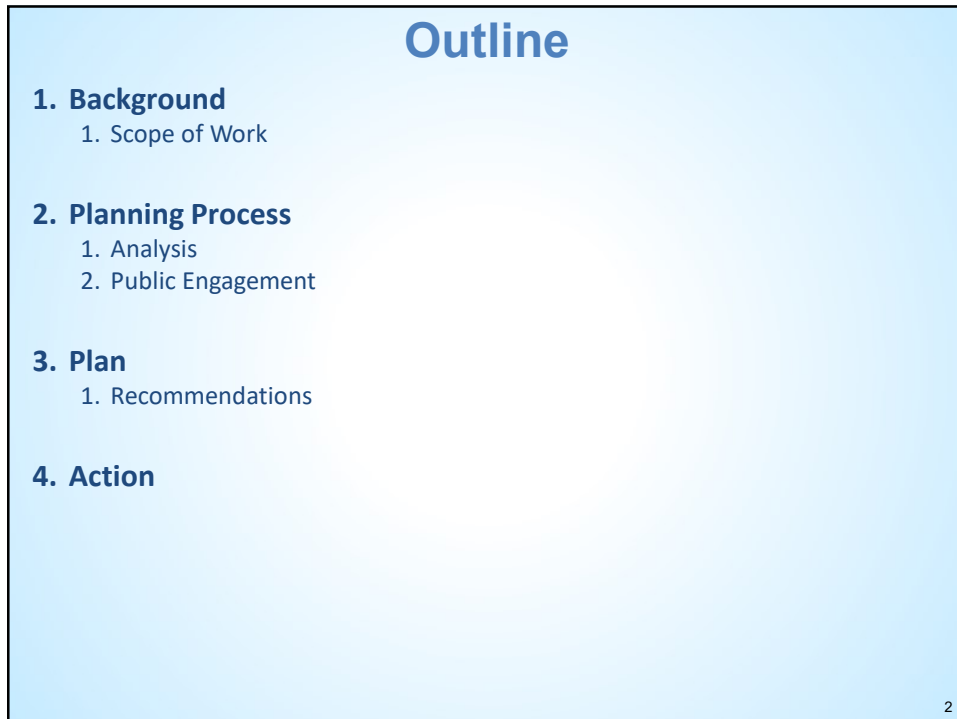 Outline
1. Background
1. Scope of Work
2. Planning Process
1. Analysis
2. Public Engagement
3. Plan
1. Recommendations
4. Action
2